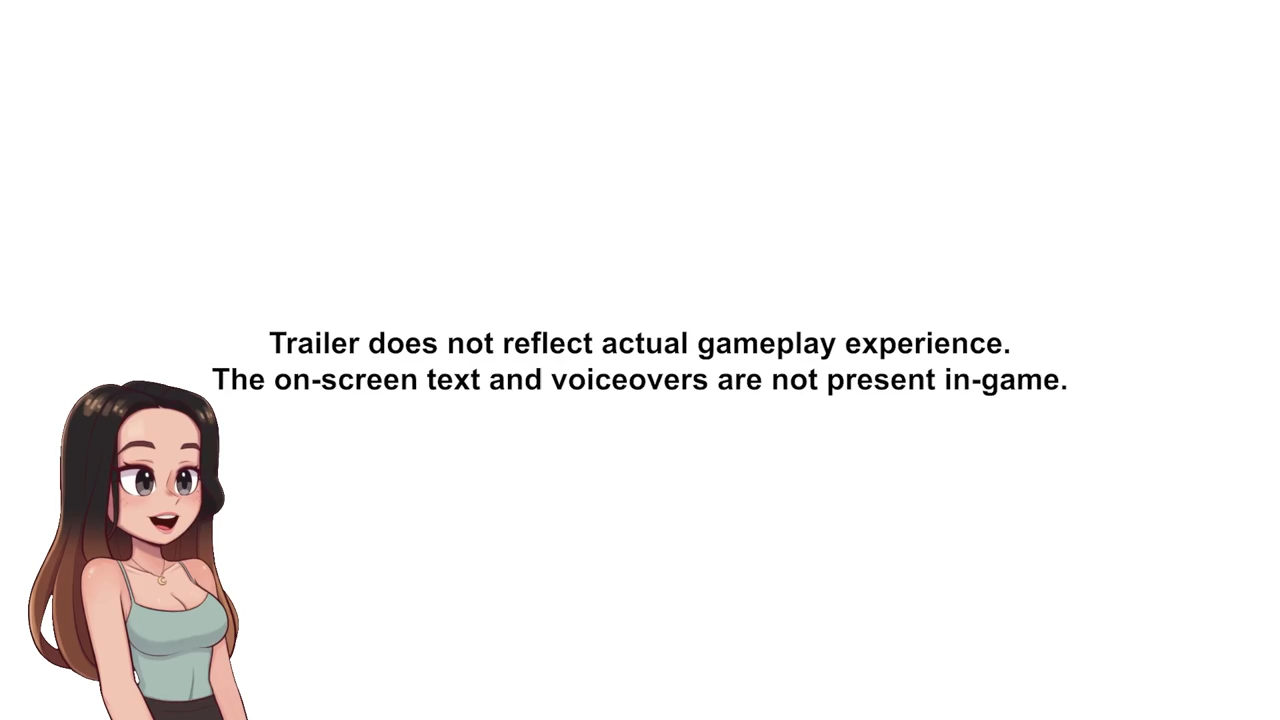 Trailer does not reflect actual gameplay experience.
The on-screen text and voiceovers are not present in-game.